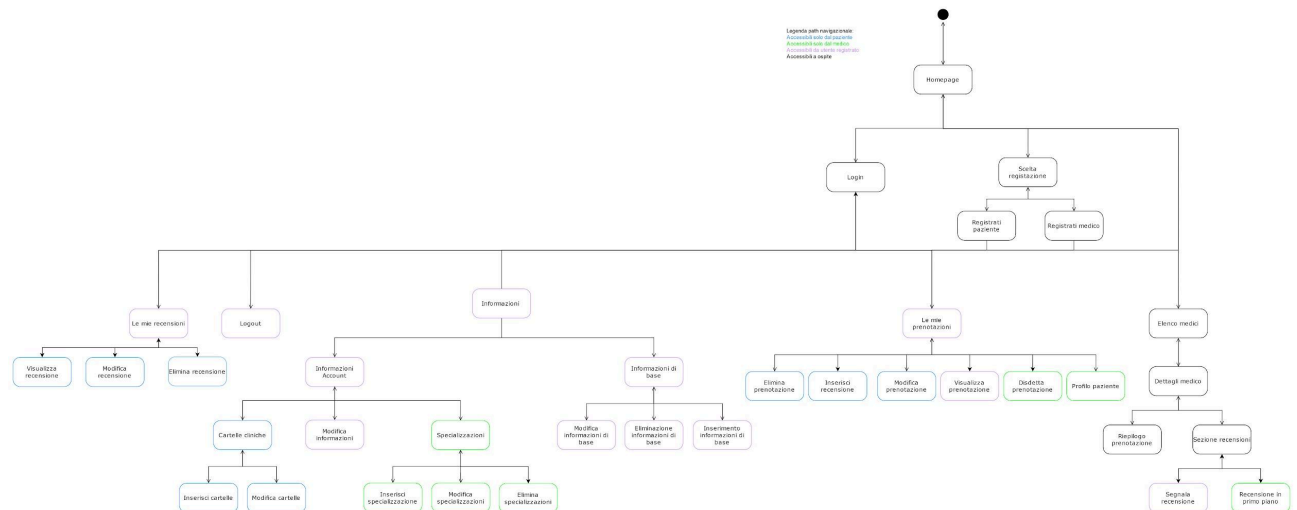 Legenda path navigazionale:
Accessibili solo dal paziente
Accessibili solo dal medico
Accessibili da utente registrato
Accessibili a ospite
Homepage
Login
Scelta
registazione
Registrati
paziente
Registrati medico
Le mie recensioni
Logout
Informazioni
Le mie
prenotazioni
Elenco medici
Visualizza
recensione
Modifica
recensione
Elimina recensione
Informazioni
Account
Informazioni di
base
Elimina
prenotazione
Inserisci
recensione
Modifica
prenotazione
Visualizza
prenotazione
Disdetta
prenotazione
Profilo paziente
Dettagli medico
Cartelle cliniche
Modifica
informazioni
Specializzazioni
Modifica
informazioni di
base
Eliminazione
informazioni di
base
Inserimento
informazioni di
base
Riepilogo
prenotazione
Sezione recensioni
Inserisci cartelle
Modifica cartelle
Inserisci
specializzazione
Modifica
specializzazioni
Elimina
specializzazioni
Segnala
recensione
Recensione in
primo piano